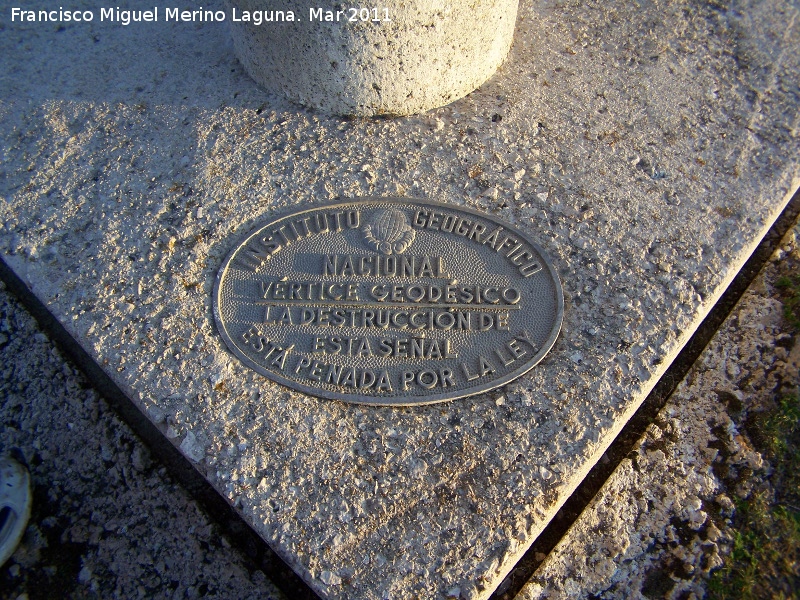 Francisco Miguel Merino Laguna. Mar 2011
INSTITUTO GEOGRÁFICO
NACIONAL
VÉRTICE GEODÉSICO
LA DESTRUCCIÓN DE
ESTA SEÑAL
ESTÁ PENADA POR LA LEY